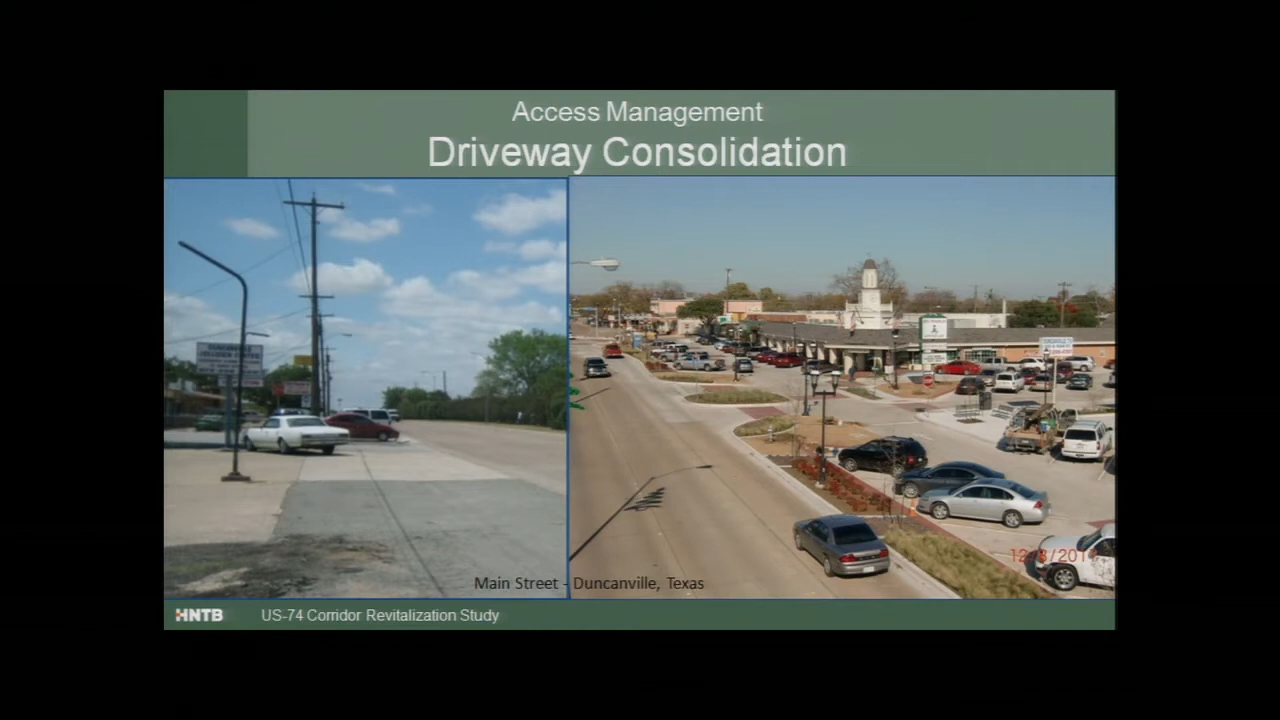 Access Management
Driveway Consolidation
Main Street - Duncanville, Texas
HNTB
US-74 Corridor Revitalization Study